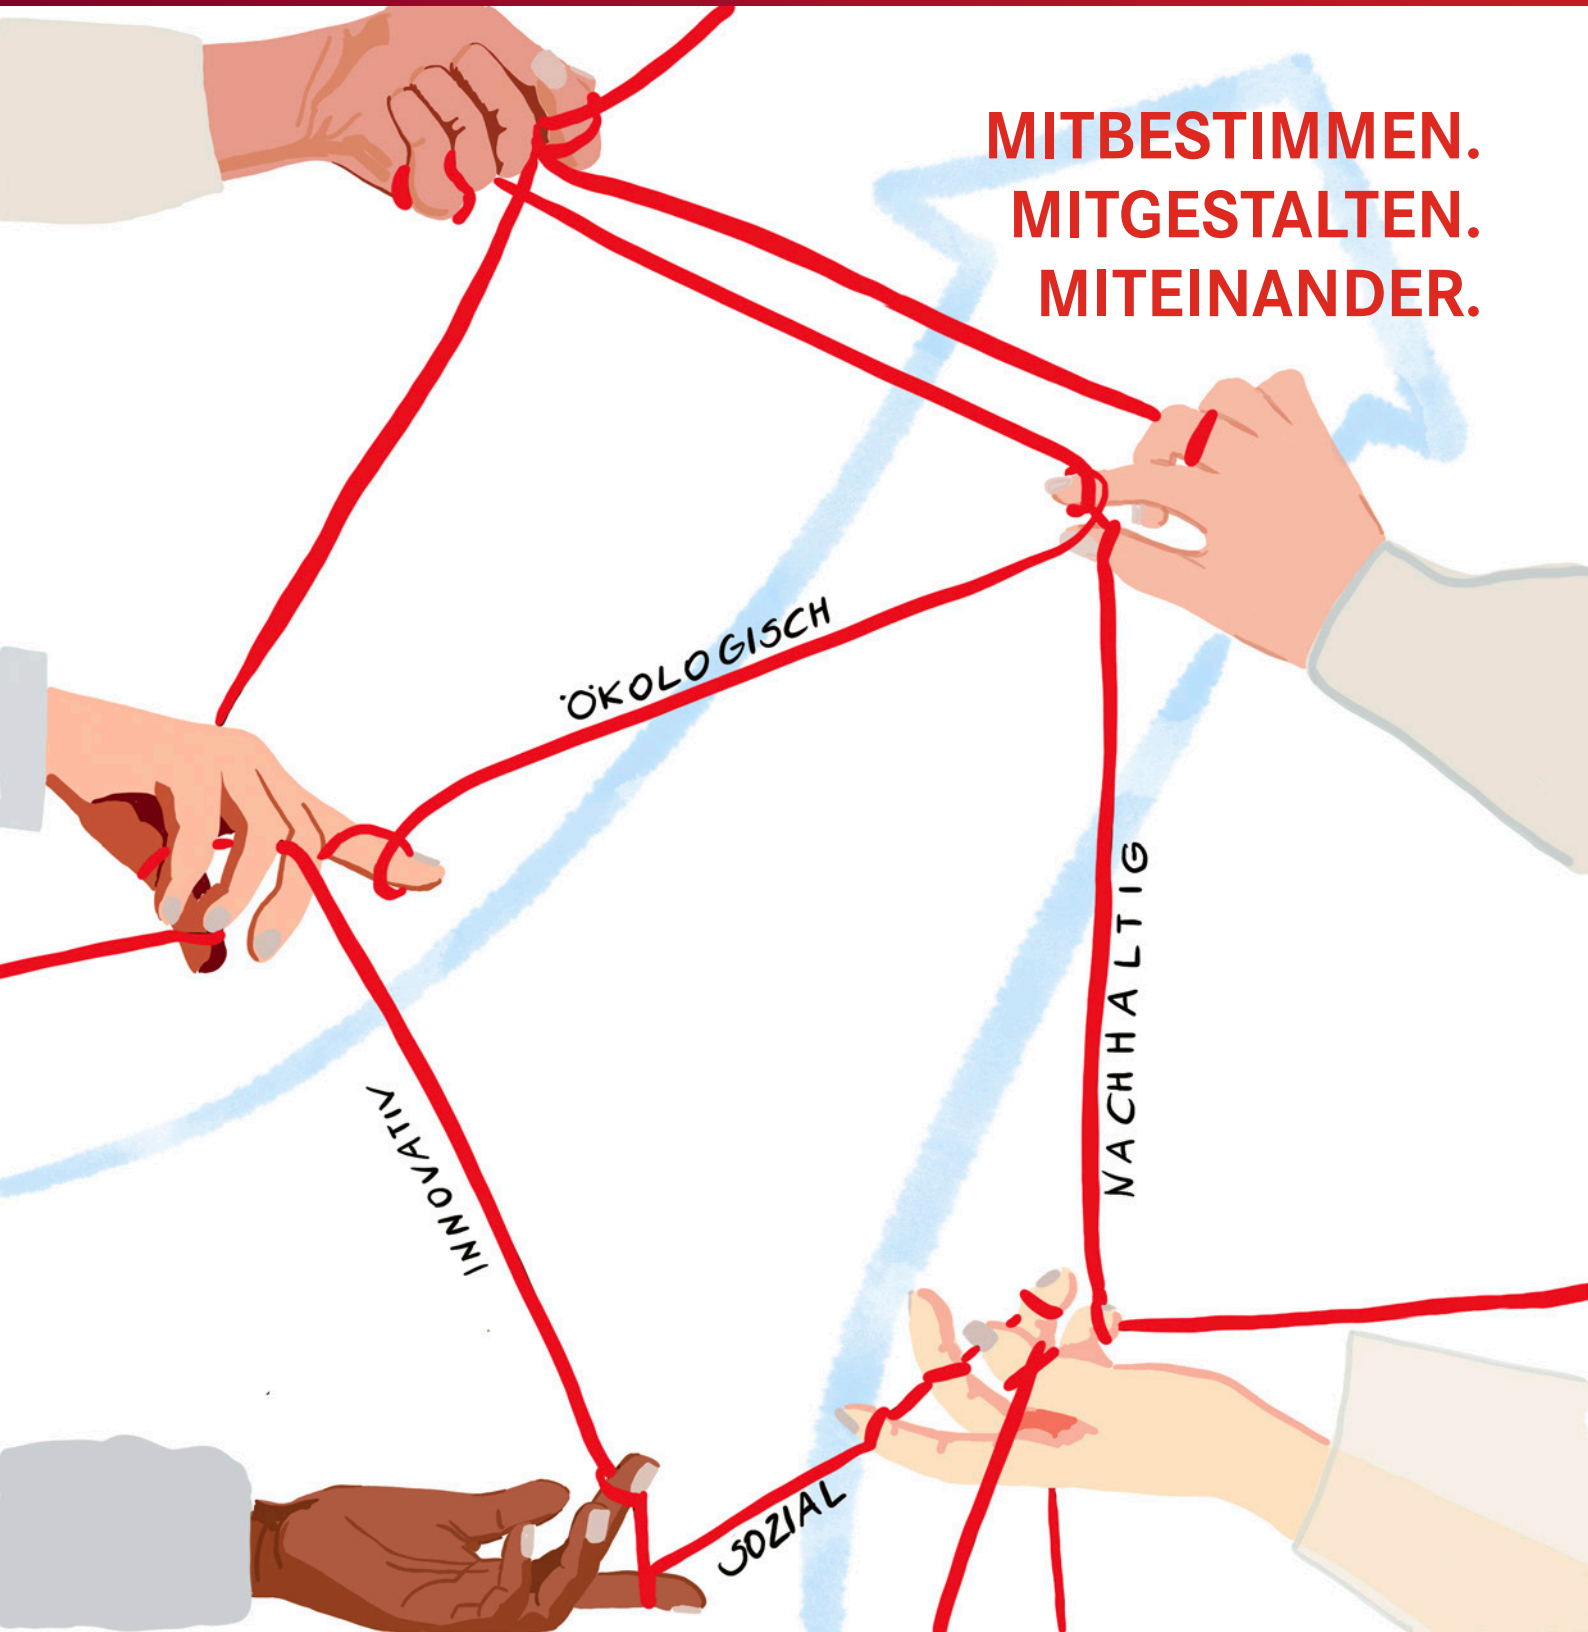 MITBESTIMMEN.
MITGESTALTEN.
MITEINANDER.
ÖKOLOGISCH
NACHHALTIG
INNOVATIV
SOZIAL